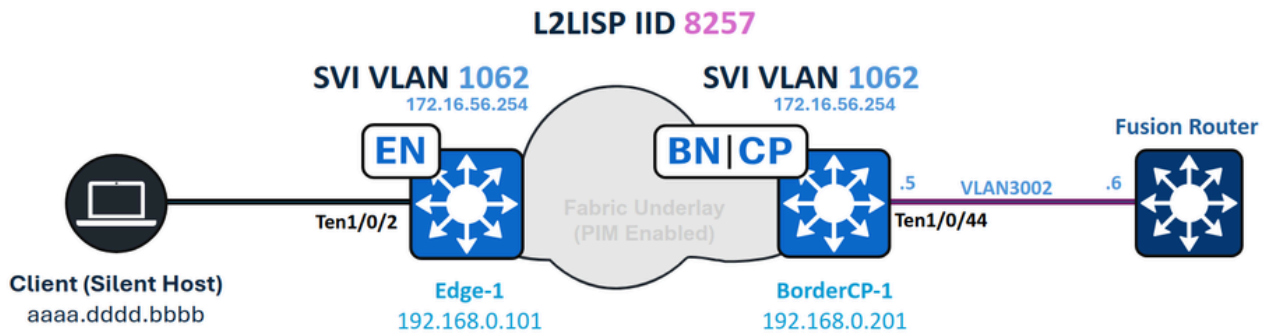 L2LISP IID 8257
SVI VLAN 1062
172.16.56.254
SVI VLAN 1062
172.16.56.254
EN
BN|CP
Fusion Router
.5
VLAN3002
.6
Ten1/0/2
Fabric Underlay
(PIM Enabled)
Ten1/0/44
Client (Silent Host)
aaaa.dddd.bbbb
Edge-1
192.168.0.101
BorderCP-1
192.168.0.201